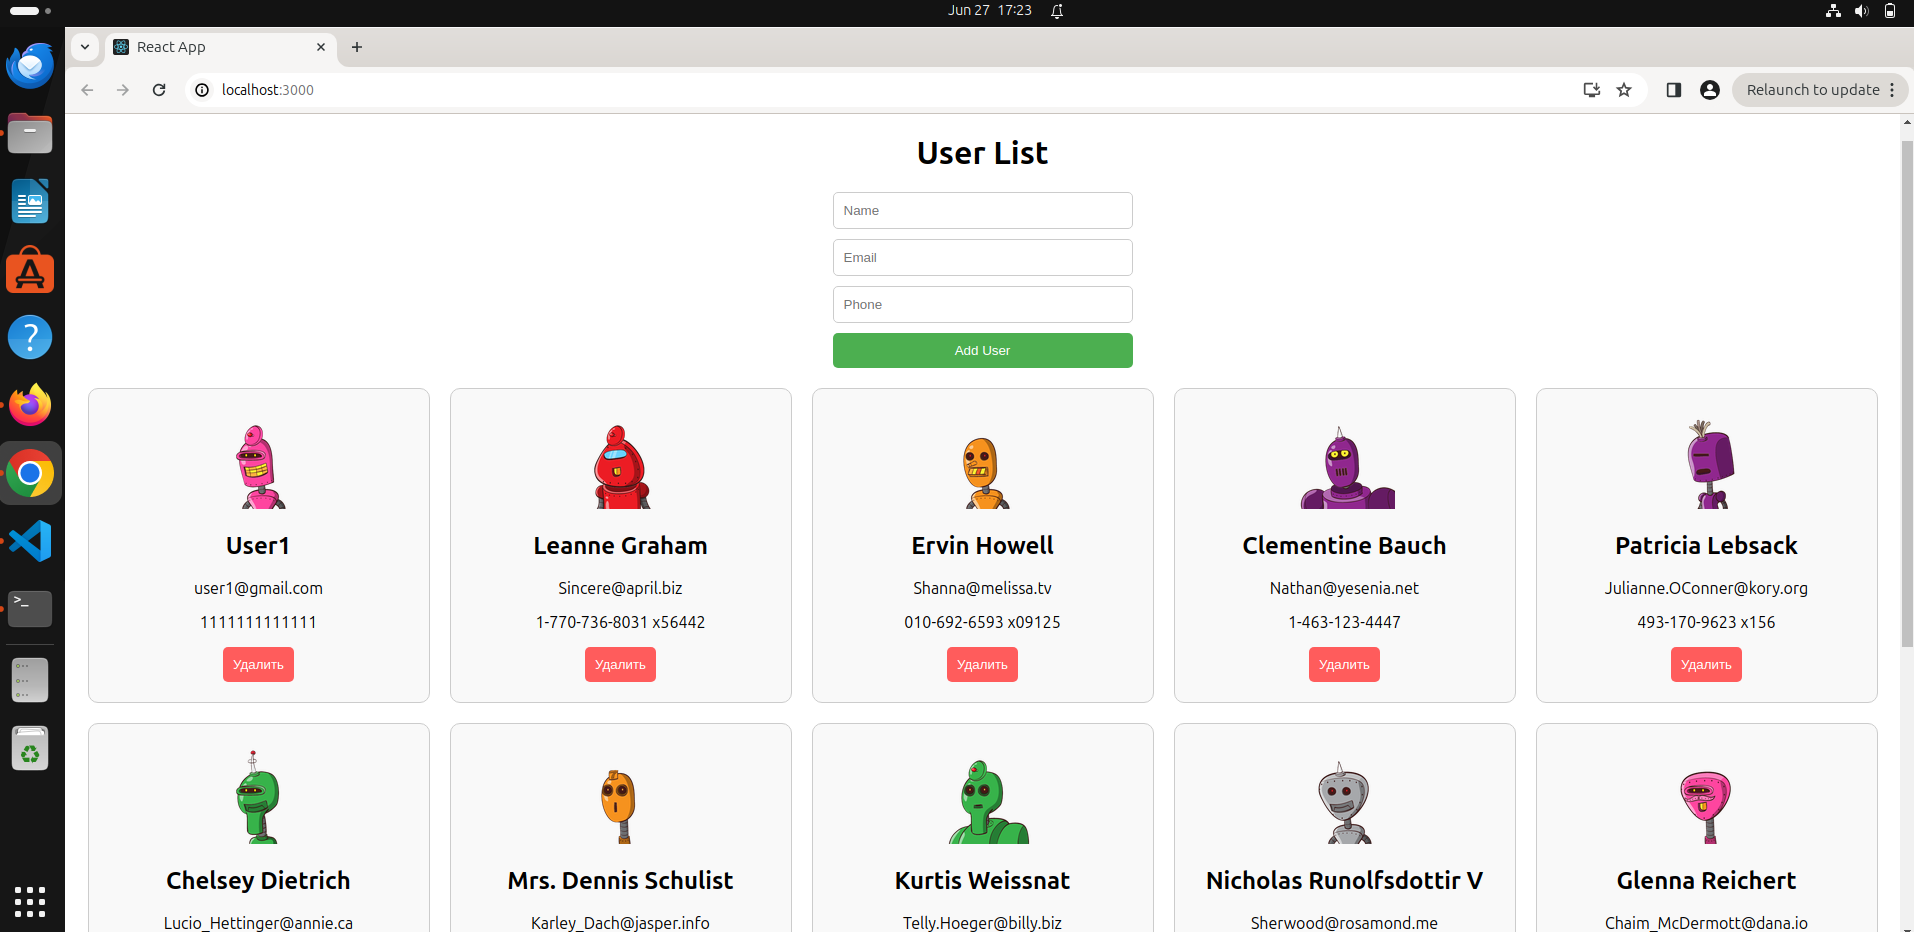 Jun 27 17:23
React App
localhost:3000
Relaunch to update
User List
Name
Email
Phone
Add User
User1
user1@gmail.com
1111111111111
Удалить
Leanne Graham
Sincere@april.biz
1-770-736-8031 x56442
Удалить
Ervin Howell
Shanna@melissa.tv
010-692-6593 x09125
Удалить
Clementine Bauch
Nathan@yesenia.net
1-463-123-4447
Удалить
Patricia Lebsack
Julianne.OConner@kory.org
493-170-9623 x156
Удалить
Chelsey Dietrich
Lucio_Hettinger@annie.ca
Mrs. Dennis Schulist
Karley_Dach@jasper.info
Kurtis Weissnat
Telly.Hoeger@billy.biz
Nicholas Runolfsdottir V
Sherwood@rosamond.me
Glenna Reichert
Chaim_McDermott@dana.io